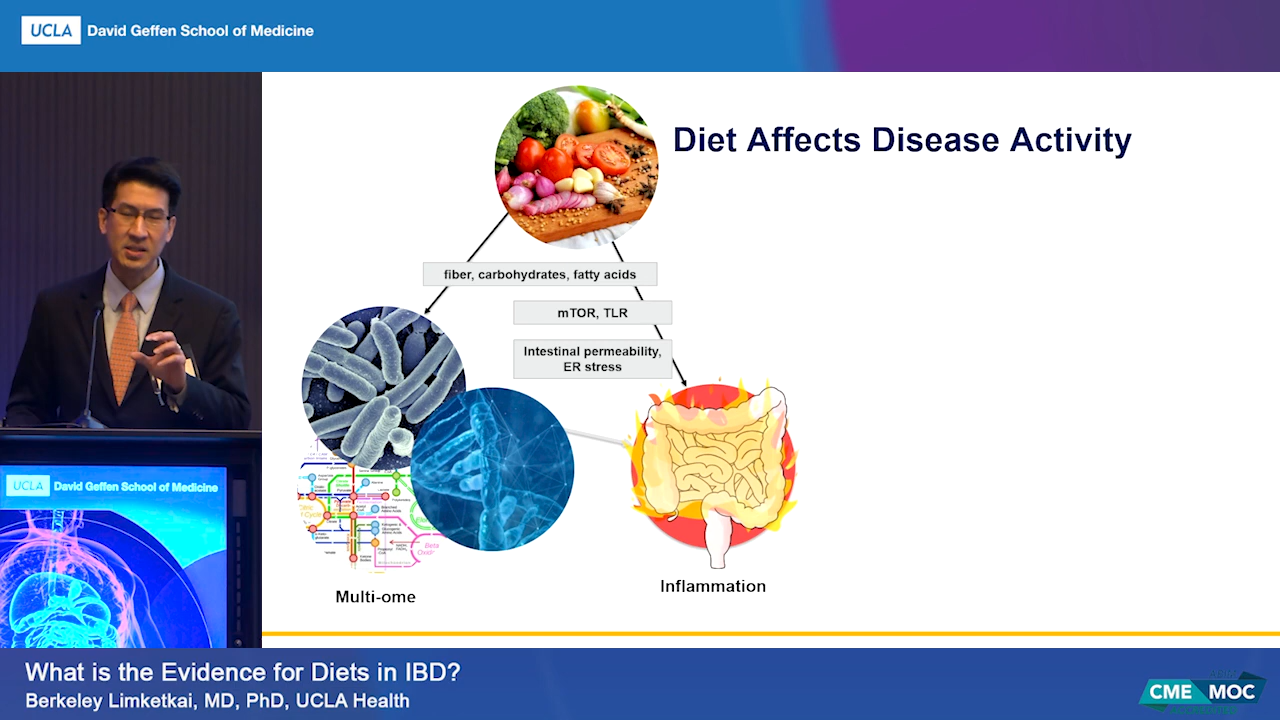 UCLA David Geffen School of Medicine
Diet Affects Disease Activity
fiber, carbohydrates, fatty acids
mTOR, TLR
Intestinal permeability,
ER stress
Beta
Multi-ome
Inflammation
UCLA David Geffen School of Medicine
What is the Evidence for Diets in IBD?
Berkeley Limketkai, MD, PhD, UCLA Health
CME MOC